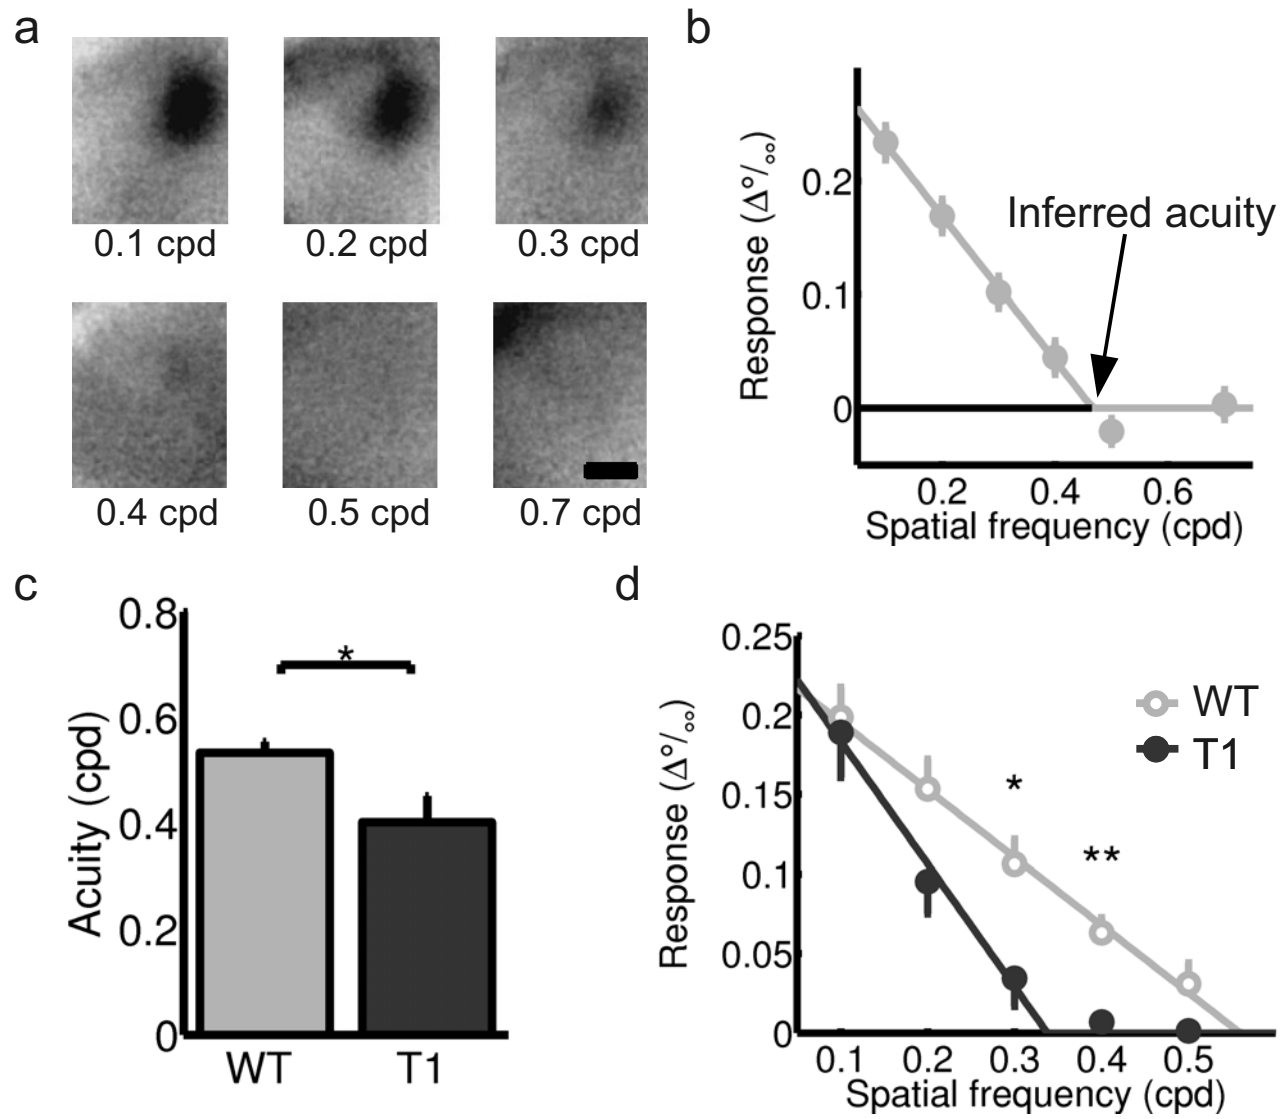 a
0.1 cpd
0.2 cpd
0.3 cpd
0.4 cpd
0.5 cpd
0.7 cpd
b
Response (Δ°/°°)
0.2
0.1
0
Inferred acuity
0.2
0.4
0.6
Spatial frequency (cpd)
c
Acuity (cpd)
0.8
0.6
0.4
0.2
0
*
WT
T1
d
Response (Δ°/°°)
0.25
0.2
0.15
0.1
0.05
0
WT
T1
*
**
0.1
0.2
0.3
0.4
0.5
Spatial frequency (cpd)